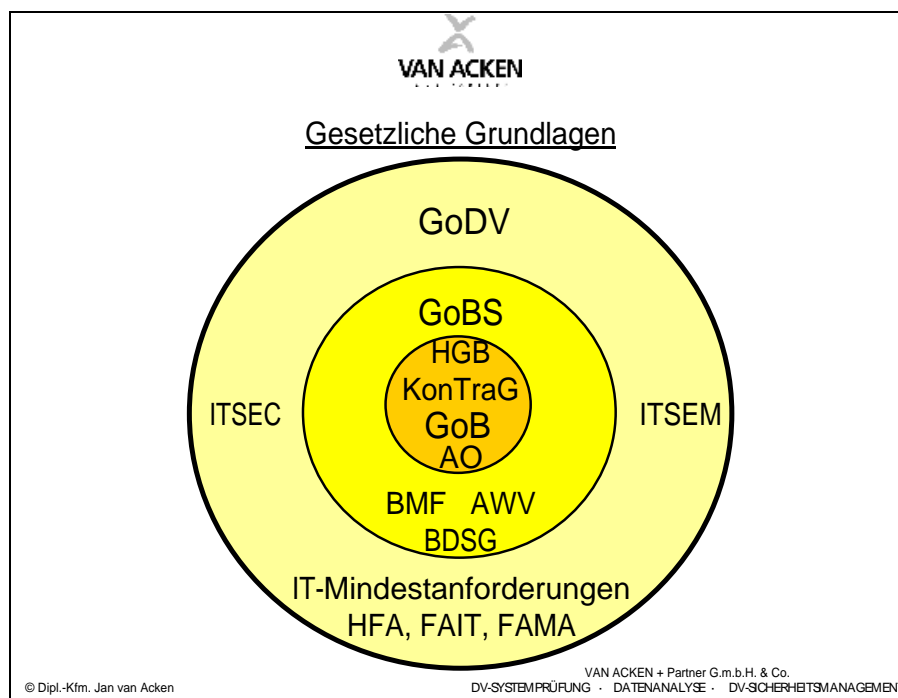 VAN ACKEN
Gesetzliche Grundlagen
GoDV
GoBS
HGB
KonTraG
GoB
AO
ITSEC
ITSEM
BMF AWV
BDSG
IT-Mindestanforderungen
HFA, FAIT, FAMA
© Dipl.-Kfm. Jan van Acken
VAN ACKEN + Partner G.m.b.H. & Co.
DV-SYSTEMPRÜFUNG · DATENANALYSE · DV-SICHERHEITSMANAGEMEN